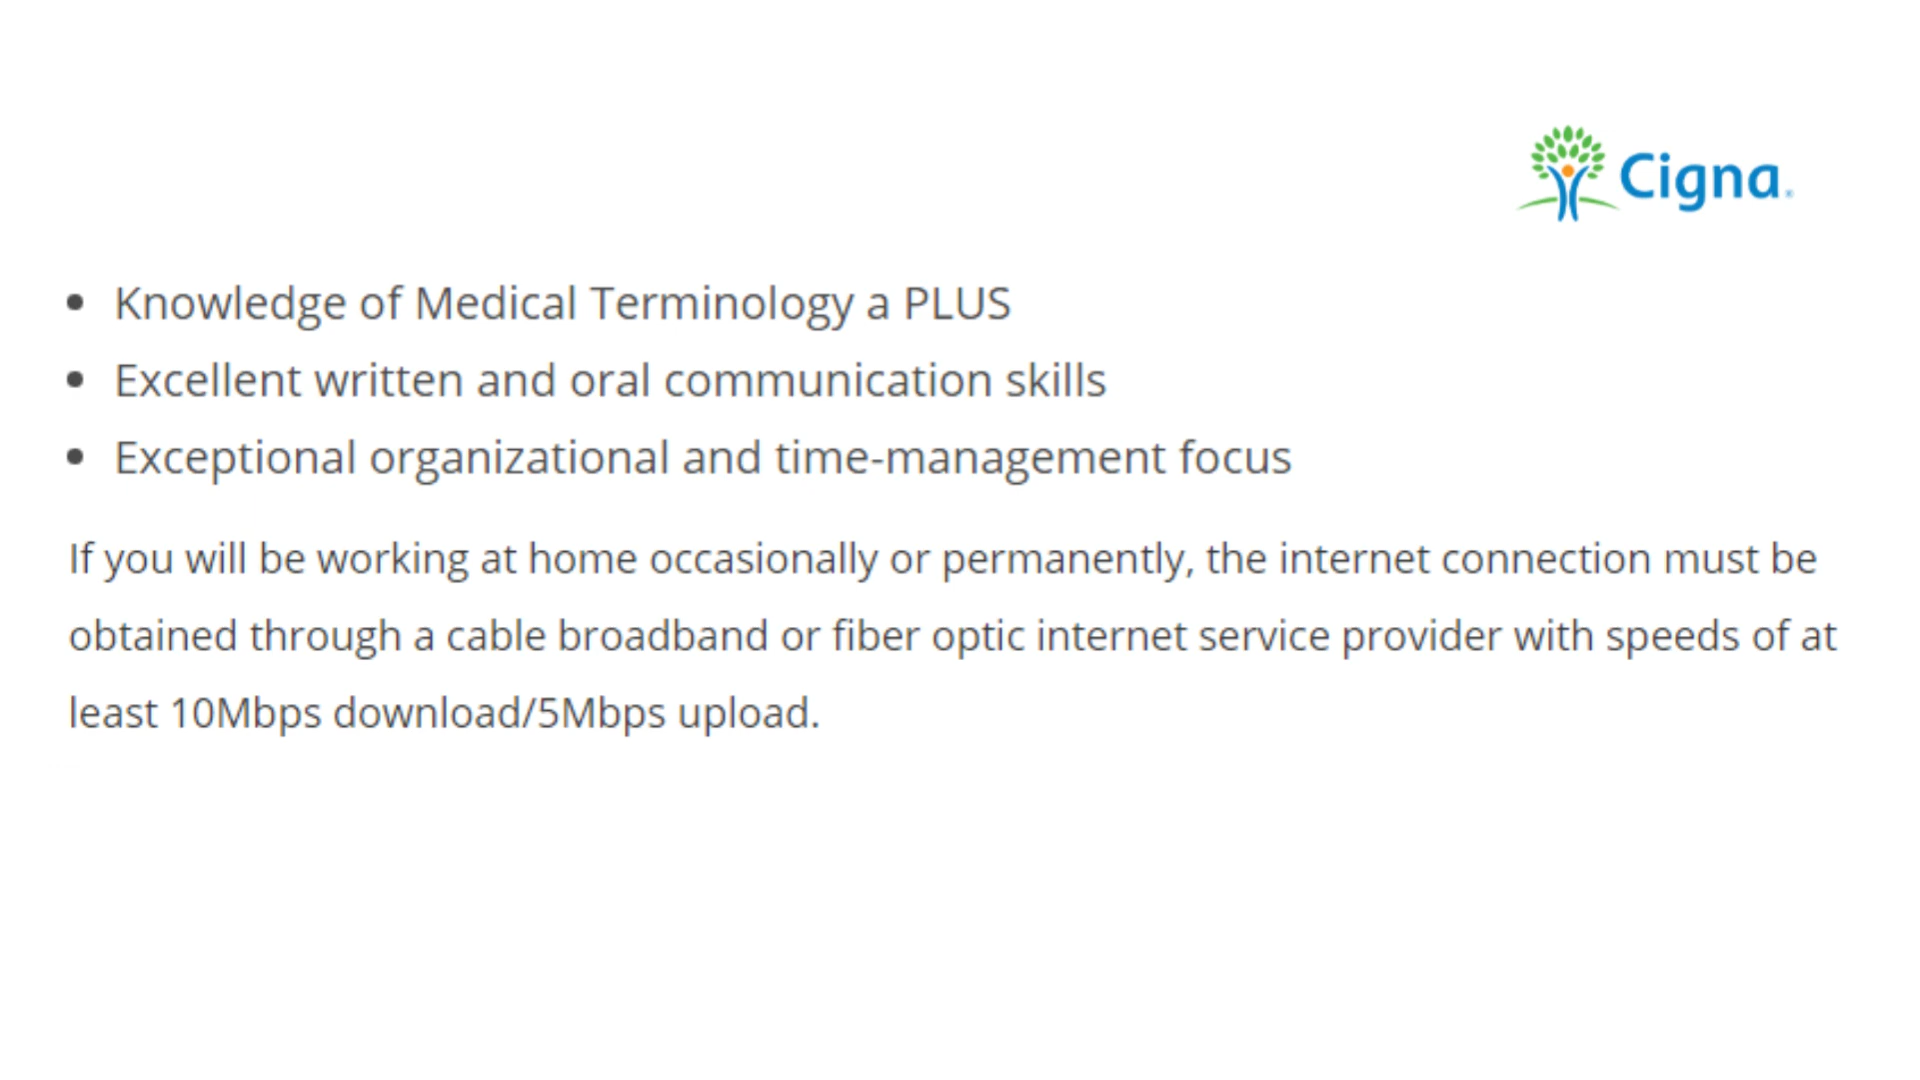 Cigna
• Knowledge of Medical Terminology a PLUS
• Excellent written and oral communication skills
• Exceptional organizational and time-management focus
If you will be working at home occasionally or permanently, the internet connection must be
obtained through a cable broadband or fiber optic internet service provider with speeds of at
least 10Mbps download/5Mbps upload.